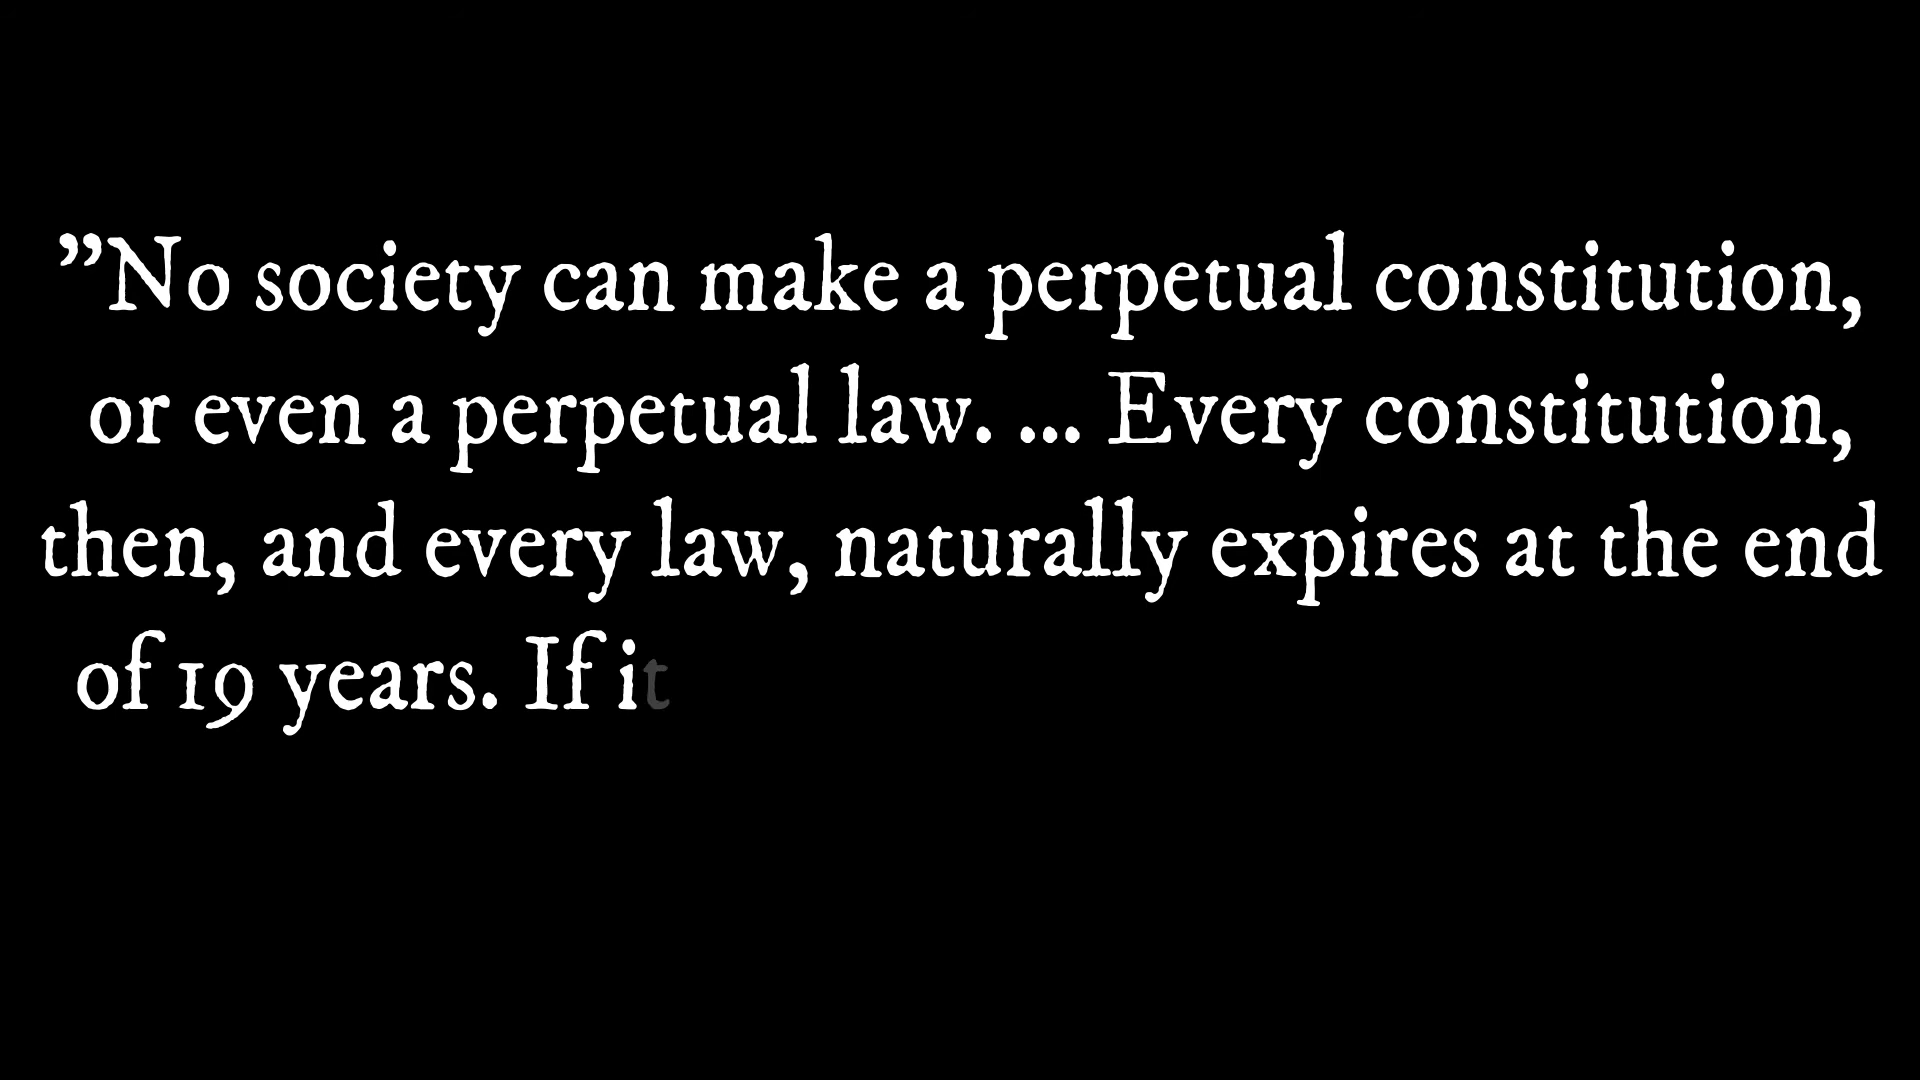 ”No society can make a perpetual constitution,
or even a perpetual law. ... Every constitution,
then, and every law, naturally expires at the end
of 19 years. If it